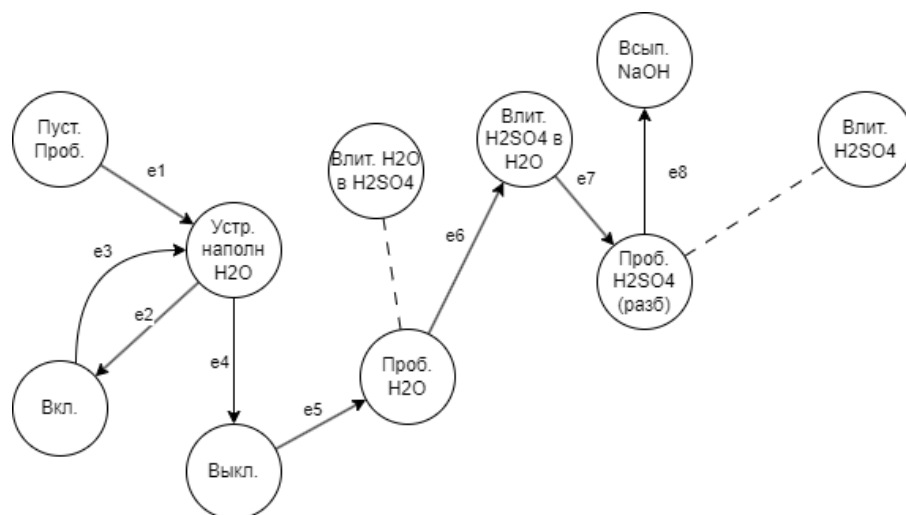 Всып.
NaOH
Пуст.
Проб.
Влит.
H2SO4 в
H2O
Влит.
H2SO4
Влит. H2O
в H2SO4
e1
e7
e8
Устр.
наполн
H2O
e3
e6
Проб.
H2SO4
(разб)
e2
e4
Проб.
H2O
Вкл.
e5
Выкл.